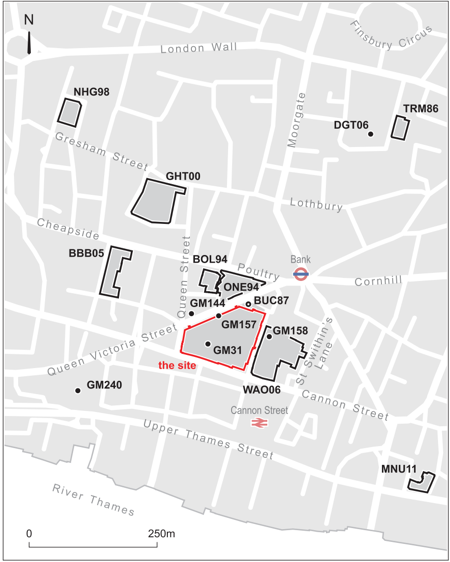 N
Finsbury Circus
London Wall
NHG98
Moorgate
TRM86
DGT06
Gresham Street
GHT00
Lothbury
Cheapside
BBB05
Queen Street
BOL94
Poultry
Bank
ONE94
Cornhill
GM144
BUC87
GM157
GM158
St Swithin's
Lane
Queen Victoria Street
GM31
the site
GM240
WAO06
Cannon Street
Cannon Street
Upper Thames Street
MNU11
River Thames
0
250m